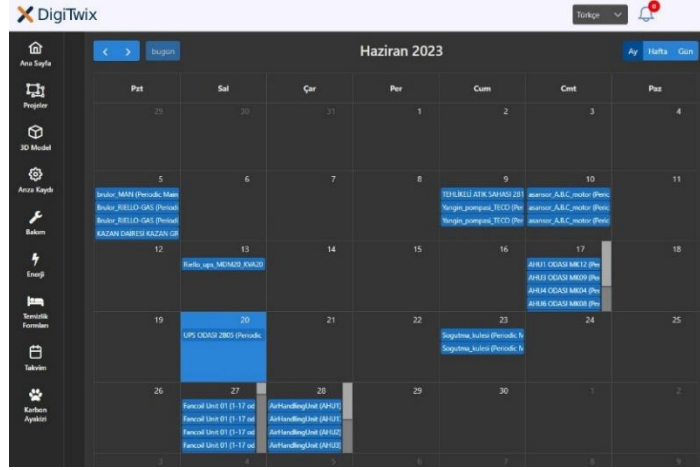 DigiTwix
Türkçe
Ana Sayfa
Projeler
3D Model
Arıza Kaydı
Bakım
Enerji
Temizlik
Formları
Takvim
Karbon
Ayakizi
bugün
Haziran 2023
Ay Hafta Gün
Pzt Sal Çar Per Cum Cmt Paz
29 30 31 1 2 3 4
5 6 7 8 9 10 11
brulor_MAN (Periodic Main
Brulor_RIELLO-GAS (Periodi
Brulor_RIELLO-GAS (Periodi
KAZAN DAİRESİ KAZAN GR
TEHLİKELİ ATIK SAHASI 2B1
Yangin_pompasi_TECO (Per
Yangin_pompasi_TECO (Per
asansor_A,B,C_motor (Peric
asansor_A,B,C_motor (Peric
asansor_A,B,C_motor (Peric
12 13 14 15 16 17 18
Riello_ups_MDM20_KVA20
AHU1 ODASI MK12 (Per
AHU3 ODASI MK09 (Per
AHU4 ODASI MK04 (Per
AHU6 ODASI MK08 (Per
19 20 21 22 23 24 25
UPS ODASI 2B05 (Periodic
Sogutma_kulesi (Periodic M
Sogutma_kulesi (Periodic M
26 27 28 29 30 1 2
Fancoil Unit 01 (1-17 od
Fancoil Unit 01 (1-17 od
Fancoil Unit 01 (1-17 od
Fancoil Unit 01 (1-17 od
AirHandlingUnit (AHU1)
AirHandlingUnit (AHU1)
AirHandlingUnit (AHU2)
AirHandlingUnit (AHU3)
3 4 5 6 7 8 9